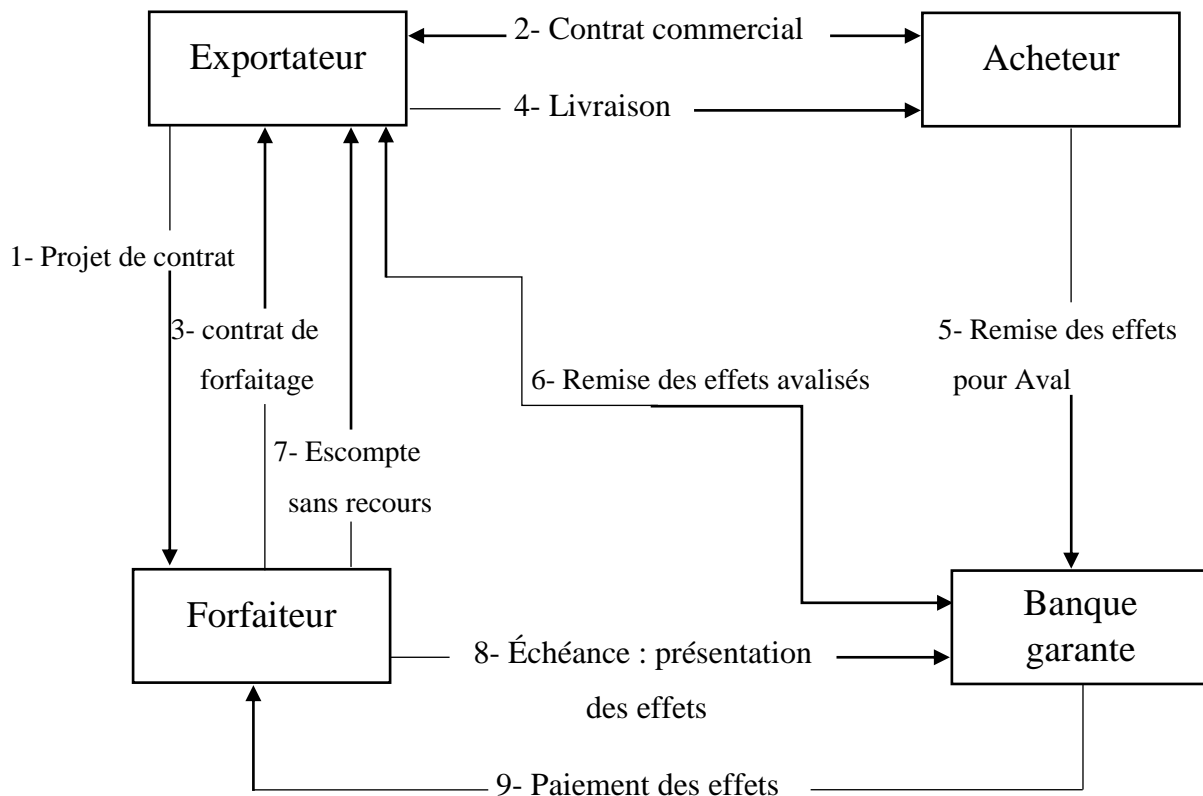 2- Contrat commercial
Exportateur
Acheteur
4- Livraison
1- Projet de contrat
3- contrat de
forfaitage
5- Remise des effets
pour Aval
6- Remise des effets avalisés
7- Escompte
sans recours
Forfaiteur
Banque
garante
8- Échéance : présentation
des effets
9- Paiement des effets